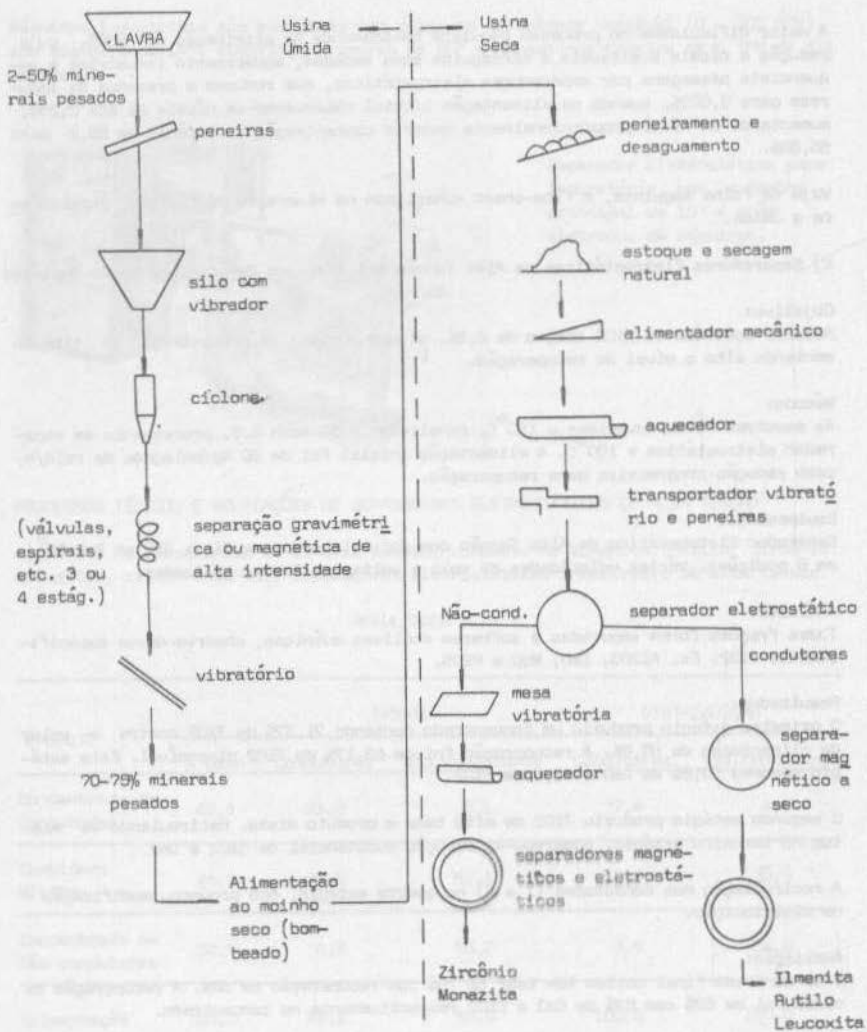 .LAVRA
Usina
Úmida
Usina
Seca
2-50% mine-
rais pesados
peneiras
silo com
vibrador
cíclone
(válvulas,
espirais,
etc. 3 ou
4 estág.)
separação gravimétri
ca ou magnética de
alta intensidade
vibratório
70-79% minerais
pesados
Alimentação
ao moinho
seco (bom-
beado)
peneiramento e
desaguamento
estoque e secagem
natural
alimentador mecânico
aquecedor
transportador vibrató
rio e peneiras
Não-cond.
separador eletrostático
condutores
mesa
vibratória
aquecedor
separa-
dor mag
nético a
seco
separadores magné-
ticos e eletrostá-
ticos
Zircônio
Monazita
Ilmenita
Rutilo
Leucoxita